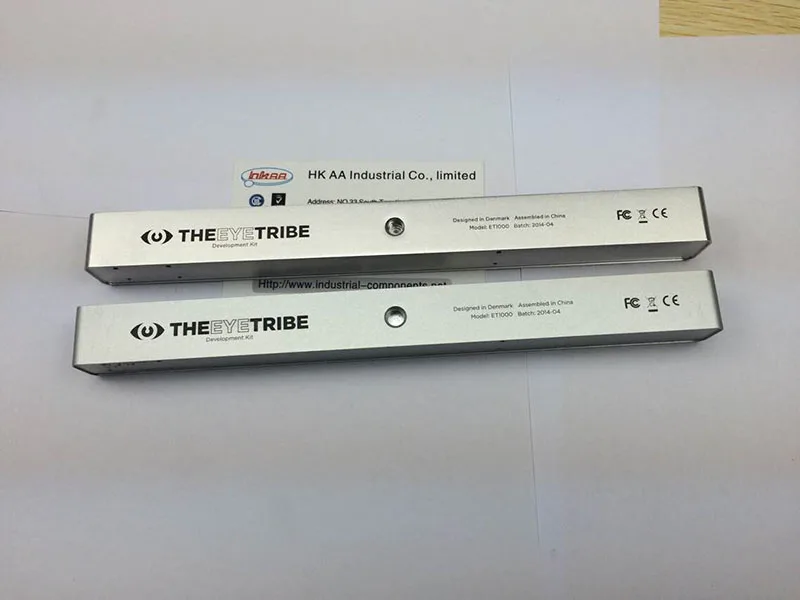 inkAA
HK AA Industrial Co., limited
Address: NO.33 South
THEEYETRIBE
Development Kit
Designed in Denmark Assembled in China
Model: ET1000 Batch: 2014-04
FC CE
Http://www.industrial-components.net
THEEYETRIBE
Development Kit
Designed in Denmark Assembled in China
Model: ET1000 Batch: 2014-04
FC CE